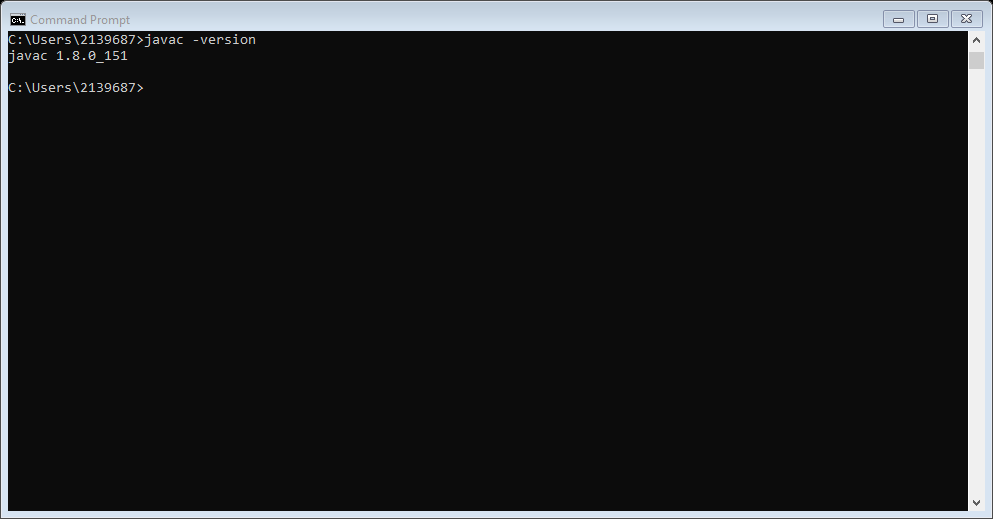 Command Prompt
C:\Users\2139687>javac -version
javac 1.8.0_151
C:\Users\2139687>